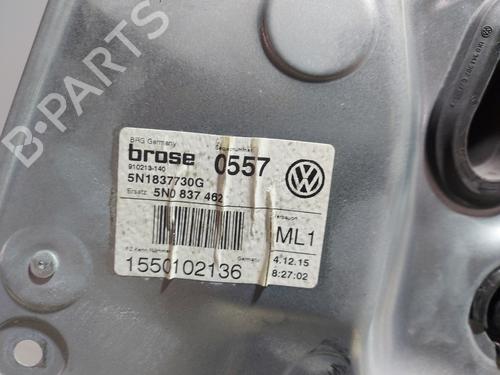 B-PARTS
BRG Germany
brose 0557
910213-140
5N1837730G
Ersatz: 5N0 837 462
ML1
1550102136
Germany
4.12.15
8:27:02